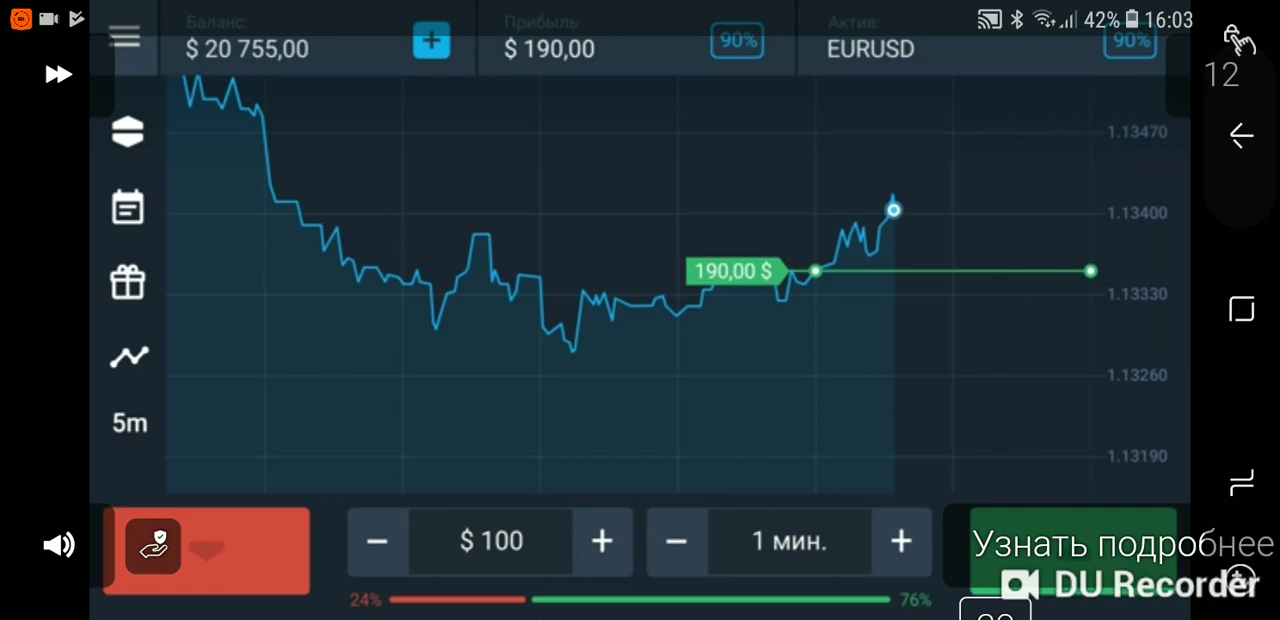 42% 16:03
Баланс: Прибыль Актив:
$ 20 755,00 $ 190,00 90% EURUSD 90%
12
1.13470
1.13400
190,00 $
1.13330
1.13260
5m
1.13190
$ 100 1 мин.
Узнать подробнее
DU Recorder
24% 76%